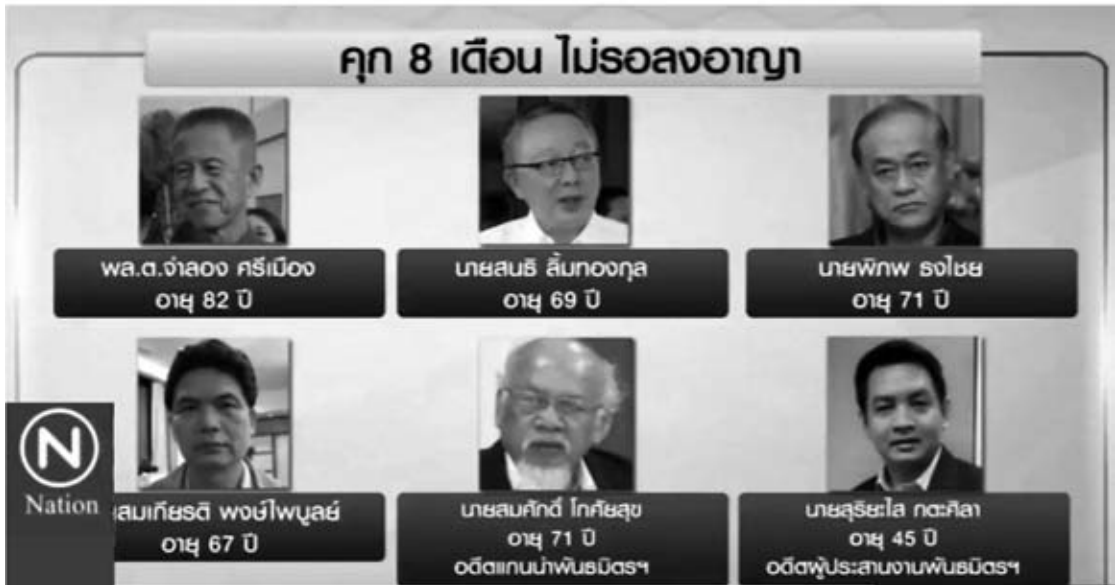 คุก 8 เดือน ไม่รอลงอาญา
พล.ต.จำลอง ศรีเมือง
อายุ 82 ปี
นายสนธิ ลิ้มทองกุล
อายุ 69 ปี
นายพิภพ ธงไชย
อายุ 71 ปี
สมเกียรติ พงษ์ไพบูลย์
อายุ 67 ปี
นายสมศักดิ์ โกศัยสุข
อายุ 71 ปี
อดีตแกนนำพันธมิตรฯ
นายสุริยะใส กตะศิลา
อายุ 45 ปี
อดีตผู้ประสานงานพันธมิตรฯ
N
Nation